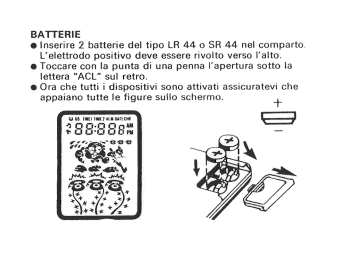 BATTERIE
● Inserire 2 batterie del tipo LR 44 o SR 44 nel comparto.
L'elettrodo positivo deve essere rivolto verso l'alto.
● Toccare con la punta di una penna l'apertura sotto la
lettera "ACL" sul retro.
● Ora che tutti i dispositivi sono attivati assicuratevi che
appaiano tutte le figure sullo schermo.
+
−
AM
PM